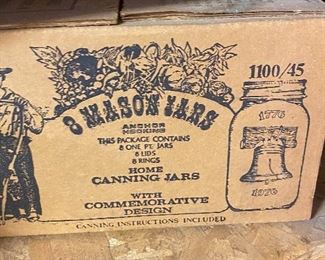 1100/45
8 MASON JARS
ANCHOR
HOCKING
THIS PACKAGE CONTAINS
8 ONE PT. JARS
8 LIDS
8 RINGS
HOME
CANNING JARS
WITH
COMMEMORATIVE
DESIGN
CANNING INSTRUCTIONS INCLUDED
1776
1976